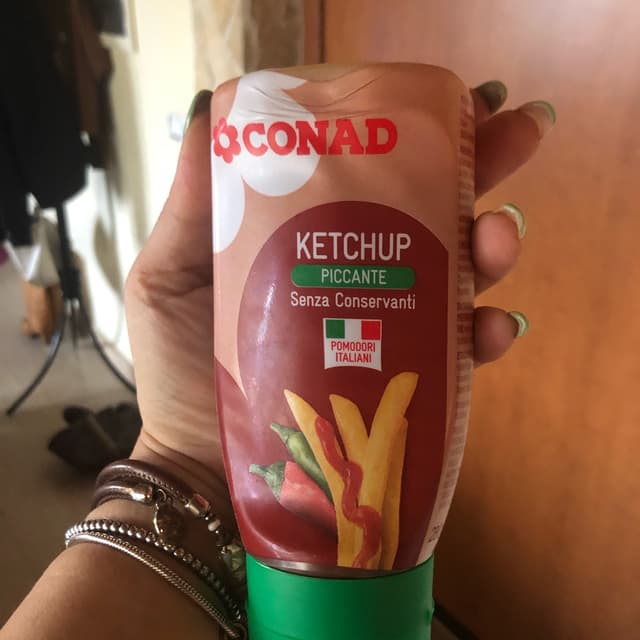 CONAD
KETCHUP
PICCANTE
Senza Conservanti
POMODORI
ITALIANI